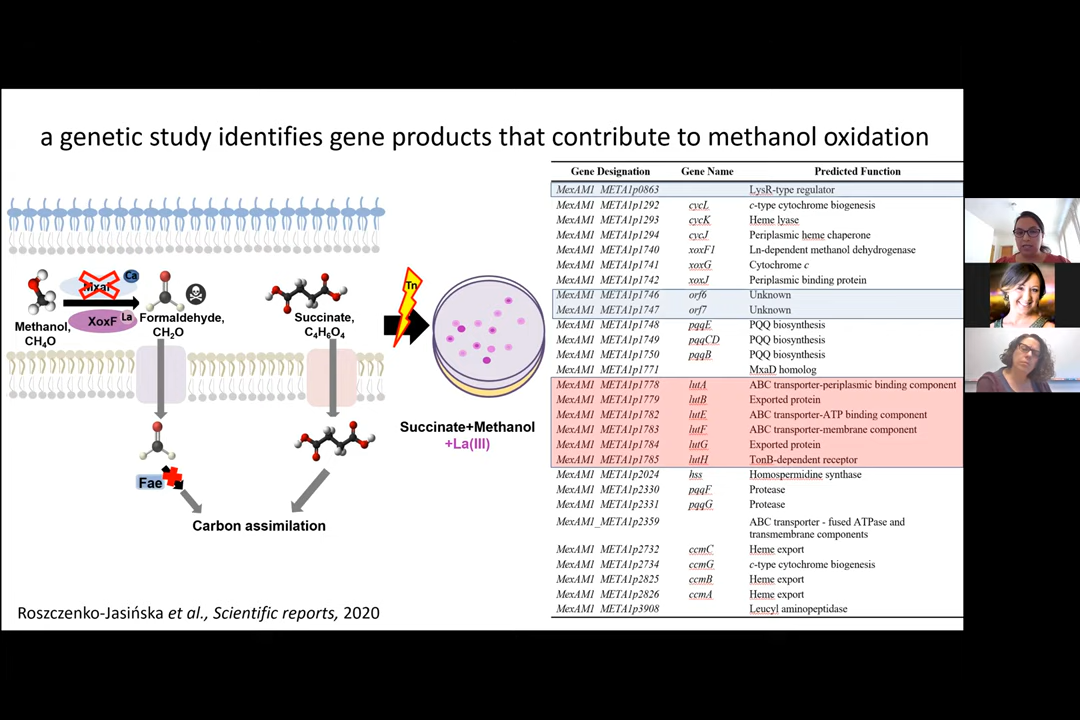 a genetic study identifies gene products that contribute to methanol oxidation
Gene Designation Gene Name Predicted Function
MexAM1_META1p0863 LysR-type regulator
MexAM1_META1p1292 cycL c-type cytochrome biogenesis
MexAM1_META1p1293 cycK Heme lyase
MexAM1_META1p1294 cycJ Periplasmic heme chaperone
MexAM1_META1p1740 xoxF1 Ln-dependent methanol dehydrogenase
MexAM1_META1p1741 xoxG Cytochrome c
MexAM1_META1p1742 xoxJ Periplasmic binding protein
MexAM1_META1p1746 orf6 Unknown
MexAM1_META1p1747 orf7 Unknown
MexAM1_META1p1748 pqqE PQQ biosynthesis
MexAM1_META1p1749 pqqCD PQQ biosynthesis
MexAM1_META1p1750 pqqB PQQ biosynthesis
MexAM1_META1p1771 MxaD homolog
MexAM1_META1p1778 lutA ABC transporter-periplasmic binding component
MexAM1_META1p1779 lutB Exported protein
MexAM1_META1p1782 lutE ABC transporter-ATP binding component
MexAM1_META1p1783 lutF ABC transporter-membrane component
MexAM1_META1p1784 lutG Exported protein
MexAM1_META1p1785 lutH TonB-dependent receptor
MexAM1_META1p2024 hss Homospermidine synthase
MexAM1_META1p2330 pqqF Protease
MexAM1_META1p2331 pqqG Protease
MexAM1_META1p2359 ABC transporter - fused ATPase and
transmembrane components
MexAM1_META1p2732 ccmC Heme export
MexAM1_META1p2734 ccmG c-type cytochrome biogenesis
MexAM1_META1p2825 ccmB Heme export
MexAM1_META1p2826 ccmA Heme export
MexAM1_META1p3908 Leucyl aminopeptidase
Ca
XoxF La
Methanol,
CH4O
Formaldehyde,
CH2O
Succinate,
C4H6O4
Tn
Succinate+Methanol
+La(III)
Fae
Carbon assimilation
Roszczenko-Jasińska et al., Scientific reports, 2020